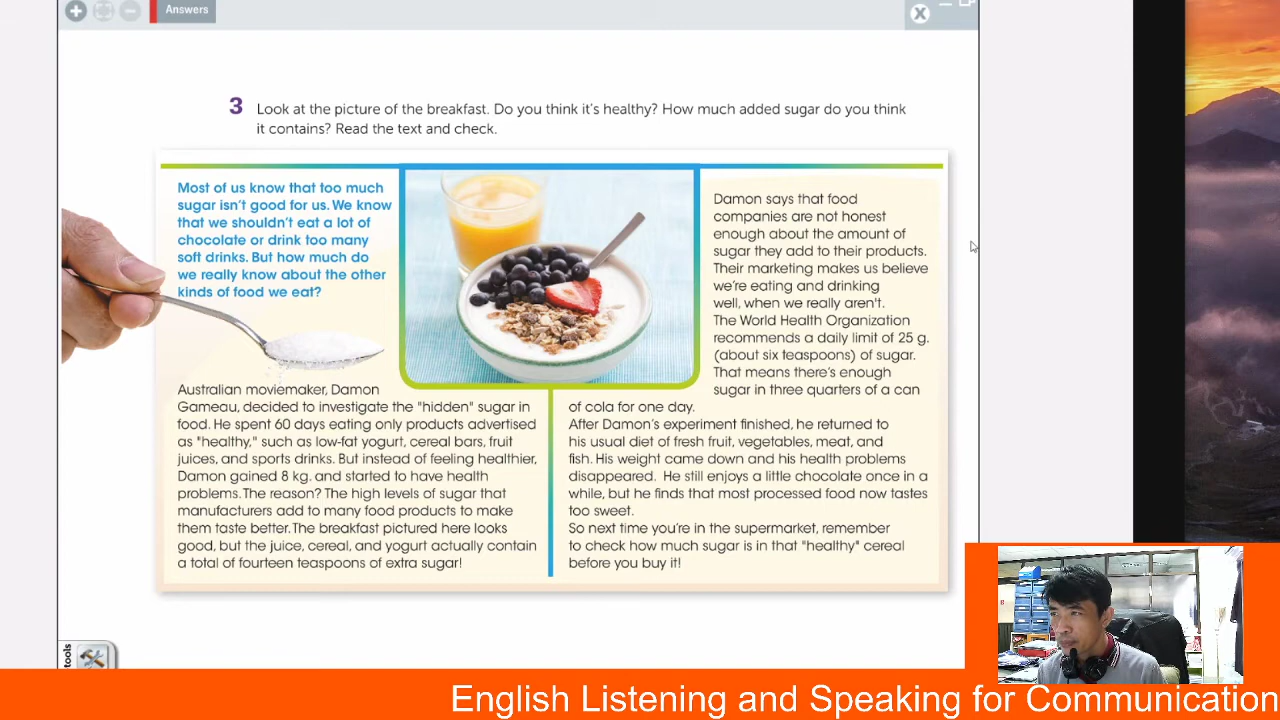 Answers
3 Look at the picture of the breakfast. Do you think it's healthy? How much added sugar do you think
it contains? Read the text and check.
Most of us know that too much
sugar isn't good for us. We know
that we shouldn't eat a lot of
chocolate or drink too many
soft drinks. But how much do
we really know about the other
kinds of food we eat?
Australian moviemaker, Damon
Gameau, decided to investigate the "hidden" sugar in
food. He spent 60 days eating only products advertised
as "healthy," such as low-fat yogurt, cereal bars, fruit
juices, and sports drinks. But instead of feeling healthier,
Damon gained 8 kg. and started to have health
problems. The reason? The high levels of sugar that
manufacturers add to many food products to make
them taste better. The breakfast pictured here looks
good, but the juice, cereal, and yogurt actually contain
a total of fourteen teaspoons of extra sugar!
Damon says that food
companies are not honest
enough about the amount of
sugar they add to their products.
Their marketing makes us believe
we're eating and drinking
well, when we really aren't.
The World Health Organization
recommends a daily limit of 25 g.
(about six teaspoons) of sugar.
That means there's enough
sugar in three quarters of a can
of cola for one day.
After Damon's experiment finished, he returned to
his usual diet of fresh fruit, vegetables, meat, and
fish. His weight came down and his health problems
disappeared. He still enjoys a little chocolate once in a
while, but he finds that most processed food now tastes
too sweet.
So next time you're in the supermarket, remember
to check how much sugar is in that "healthy" cereal
before you buy it!
tools
English Listening and Speaking for Communication